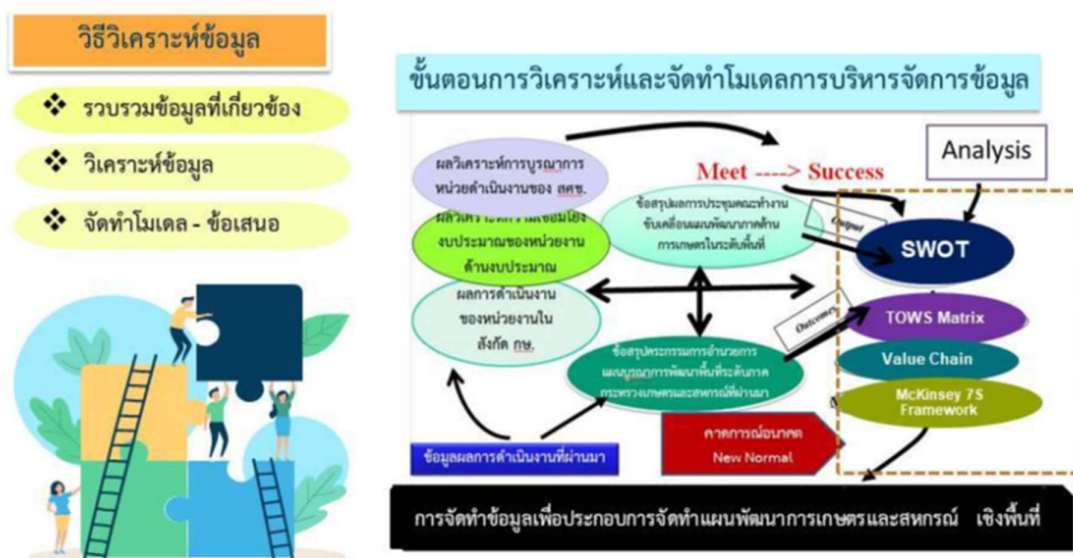 วิธีวิเคราะห์ข้อมูล
❖ รวบรวมข้อมูลที่เกี่ยวข้อง
❖ วิเคราะห์ข้อมูล
❖ จัดทำโมเดล - ข้อเสนอ
ขั้นตอนการวิเคราะห์และจัดทำโมเดลการบริหารจัดการข้อมูล
ผลวิเคราะห์การบูรณาการ
หน่วยดำเนินงานของ สศช.
ผลวิเคราะห์ความเชื่อมโยง
งบประมาณของหน่วยงาน
ด้านงบประมาณ
ผลการดำเนินงาน
ของหน่วยงานใน
สังกัด กษ.
ข้อมูลผลการดำเนินงานที่ผ่านมา
Meet ----> Success
ข้อสรุปผลการประชุมคณะทำงาน
ขับเคลื่อนแผนพัฒนาภาคด้าน
การเกษตรในระดับพื้นที่
Output
Outcome
ข้อสรุปคระกรรมการอำนวยการ
แผนบูรณาการพัฒนาพื้นที่ระดับภาค
กระทรวงเกษตรและสหกรณ์ที่ผ่านมา
คาดการณ์อนาคต
New Normal
Analysis
SWOT
TOWS Matrix
Value Chain
McKinsey 7S
Framework
การจัดทำข้อมูลเพื่อประกอบการจัดทำแผนพัฒนาการเกษตรและสหกรณ์ เชิงพื้นที่